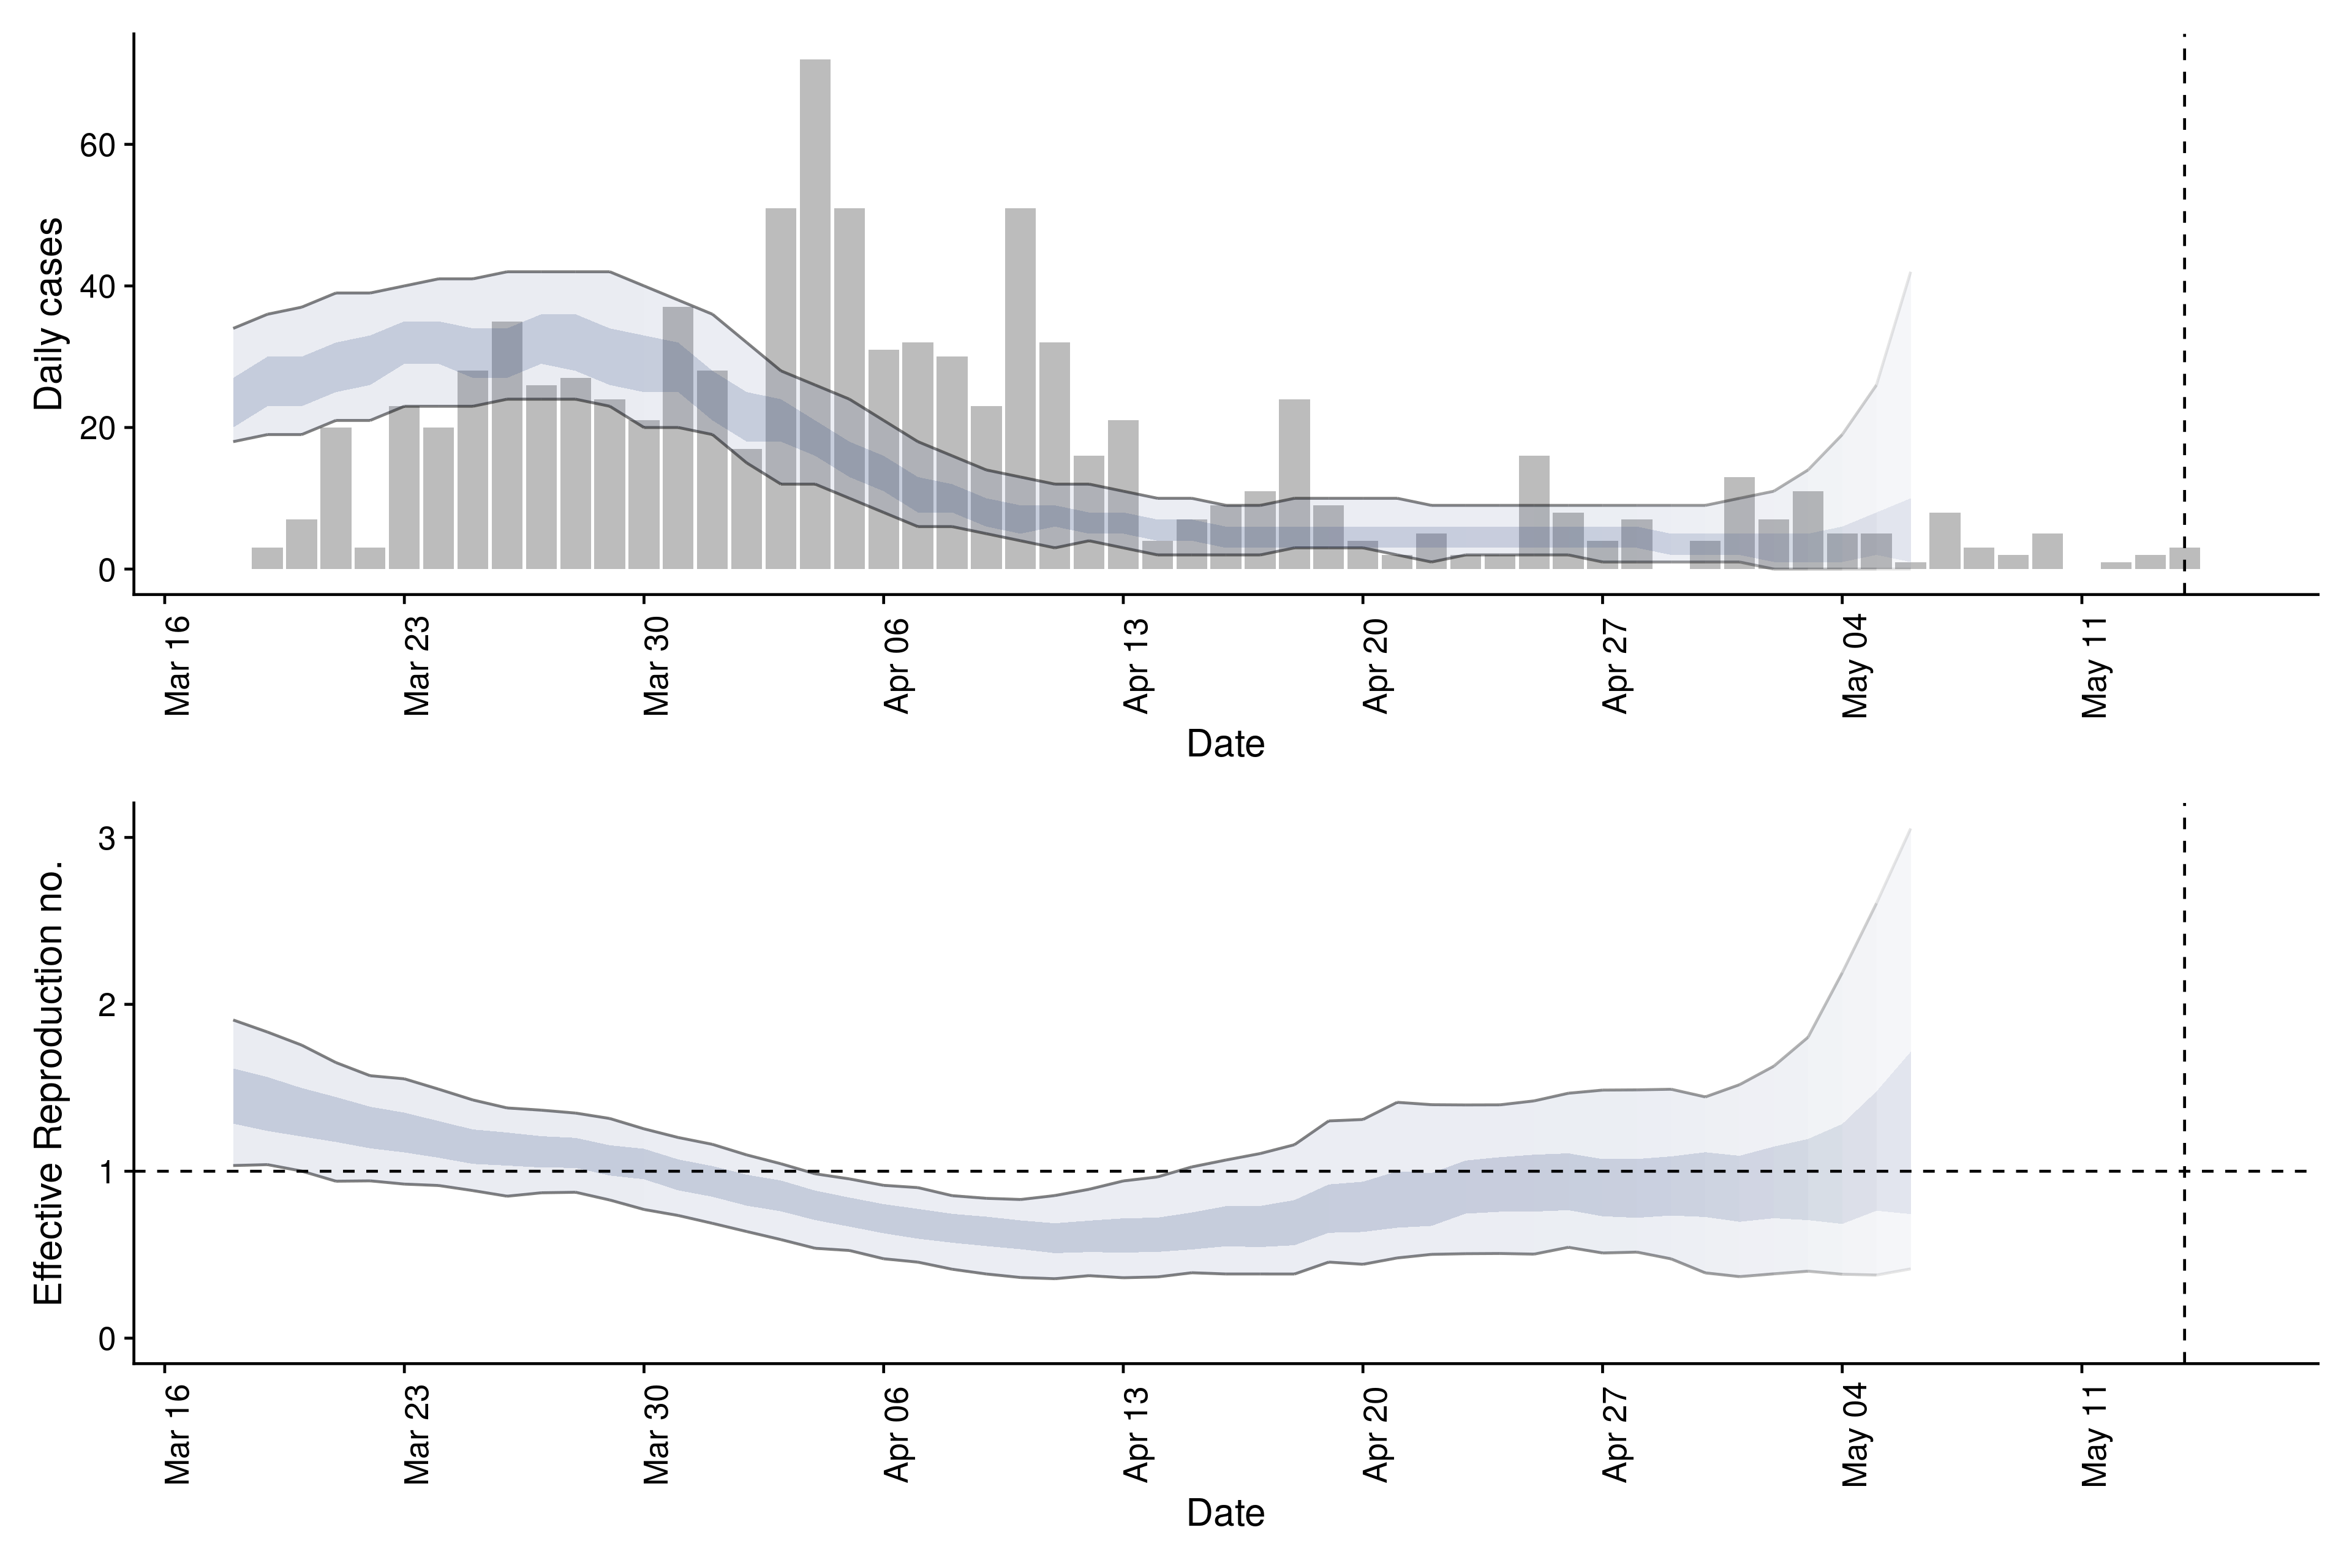 Daily cases
60
40
20
0
Mar 16
Mar 23
Mar 30
Apr 06
Apr 13
Apr 20
Apr 27
May 04
May 11
Date
Effective Reproduction no.
3
2
1
0
Mar 16
Mar 23
Mar 30
Apr 06
Apr 13
Apr 20
Apr 27
May 04
May 11
Date